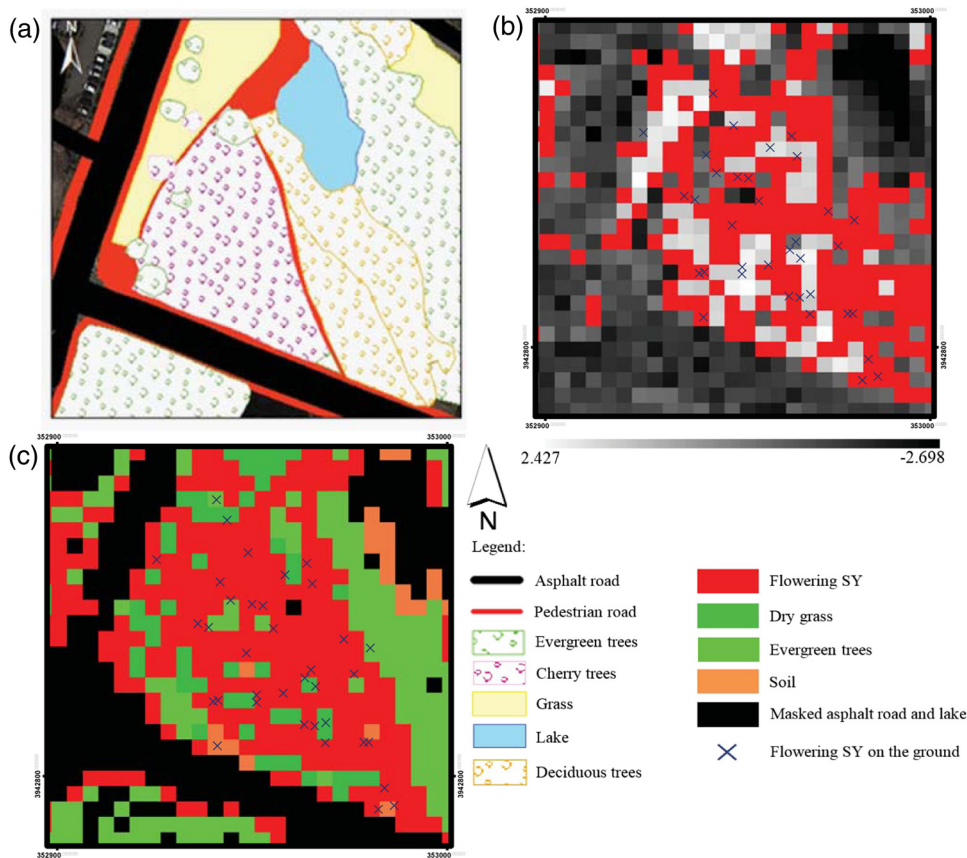 (a)
N
(b)
352900
353000
3942800
3942800
352900
353000
2.427
-2.698
(c)
352900
353000
3942800
3942800
352900
353000
N
Legend:
Asphalt road
Pedestrian road
Evergreen trees
Cherry trees
Grass
Lake
Deciduous trees
Flowering SY
Dry grass
Evergreen trees
Soil
Masked asphalt road and lake
Flowering SY on the ground